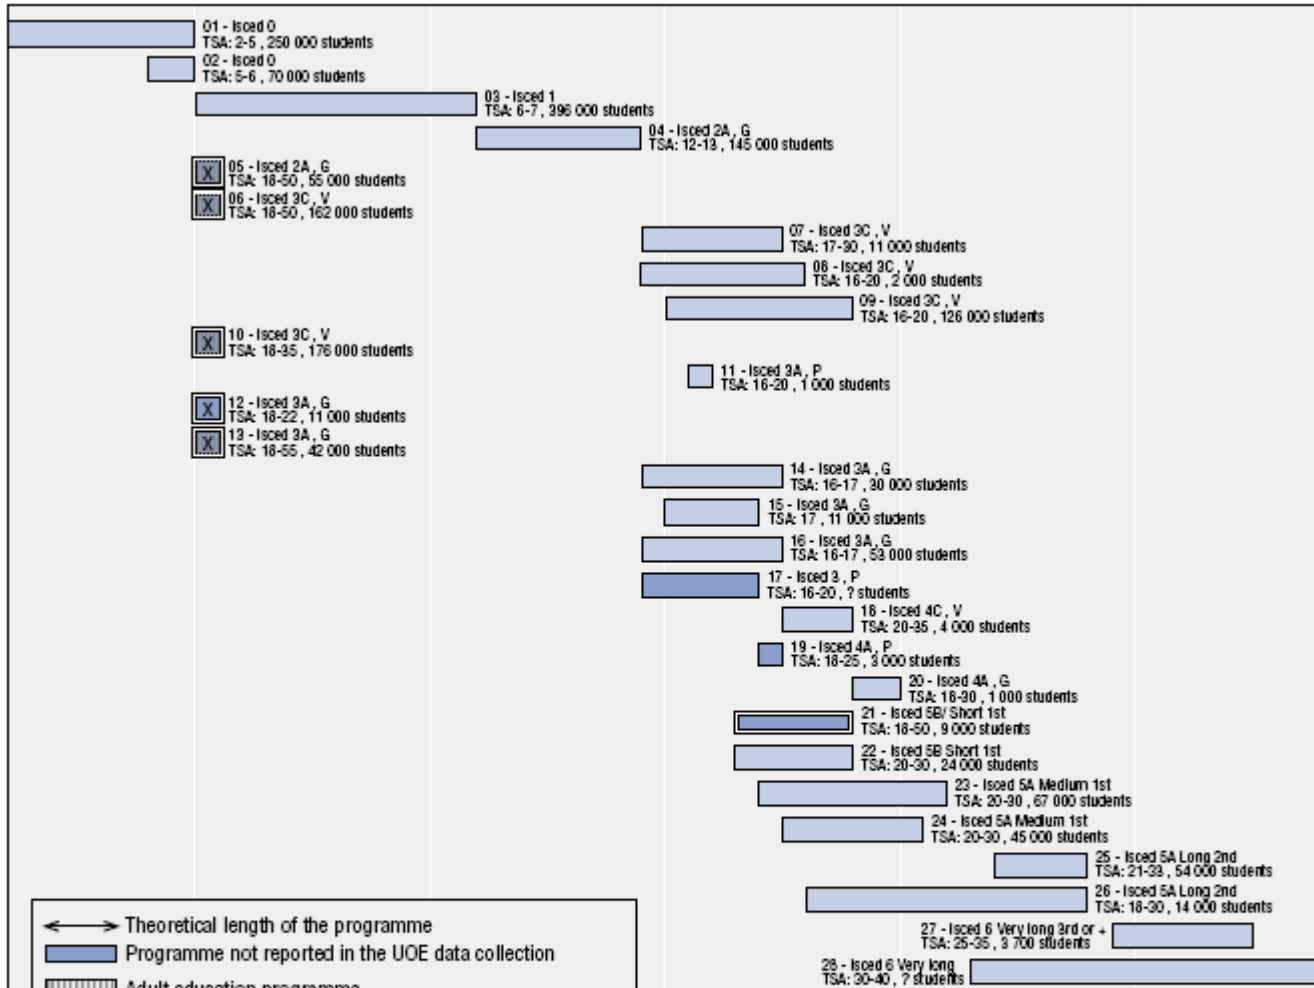 01 - Isced 0
TSA: 2-5 , 250 000 students
02 - Isced 0
TSA: 5-6 , 70 000 students
03 - Isced 1
TSA: 6-7 , 396 000 students
04 - Isced 2A , G
TSA: 12-13 , 145 000 students
X
05 - Isced 2A , G
TSA: 18-50 , 55 000 students
X
06 - Isced 3C , V
TSA: 18-50 , 162 000 students
07 - Isced 3C , V
TSA: 17-30 , 11 000 students
08 - Isced 3C , V
TSA: 16-20 , 2 000 students
09 - Isced 3C , V
TSA: 16-20 , 126 000 students
X
10 - Isced 3C , V
TSA: 18-35 , 176 000 students
11 - Isced 3A , P
TSA: 16-20 , 1 000 students
X
12 - Isced 3A , G
TSA: 18-22 , 11 000 students
X
13 - Isced 3A , G
TSA: 18-55 , 42 000 students
14 - Isced 3A , G
TSA: 16-17 , 30 000 students
15 - Isced 3A , G
TSA: 17 , 11 000 students
16 - Isced 3A , G
TSA: 16-17 , 53 000 students
17 - Isced 3 , P
TSA: 16-20 , ? students
18 - Isced 4C , V
TSA: 20-35 , 4 000 students
19 - Isced 4A , P
TSA: 18-25 , 3 000 students
20 - Isced 4A , G
TSA: 18-30 , 1 000 students
21 - Isced 5B/ Short 1st
TSA: 18-50 , 9 000 students
22 - Isced 5B Short 1st
TSA: 20-30 , 24 000 students
23 - Isced 5A Medium 1st
TSA: 20-30 , 67 000 students
24 - Isced 5A Medium 1st
TSA: 20-30 , 45 000 students
25 - Isced 5A Long 2nd
TSA: 21-33 , 54 000 students
26 - Isced 5A Long 2nd
TSA: 18-30 , 14 000 students
27 - Isced 6 Very long 3rd or +
TSA: 25-35 , 3 700 students
28 - Isced 6 Very long
TSA: 30-40 , ? students
Theoretical length of the programme
Programme not reported in the UOE data collection
Adult education programme